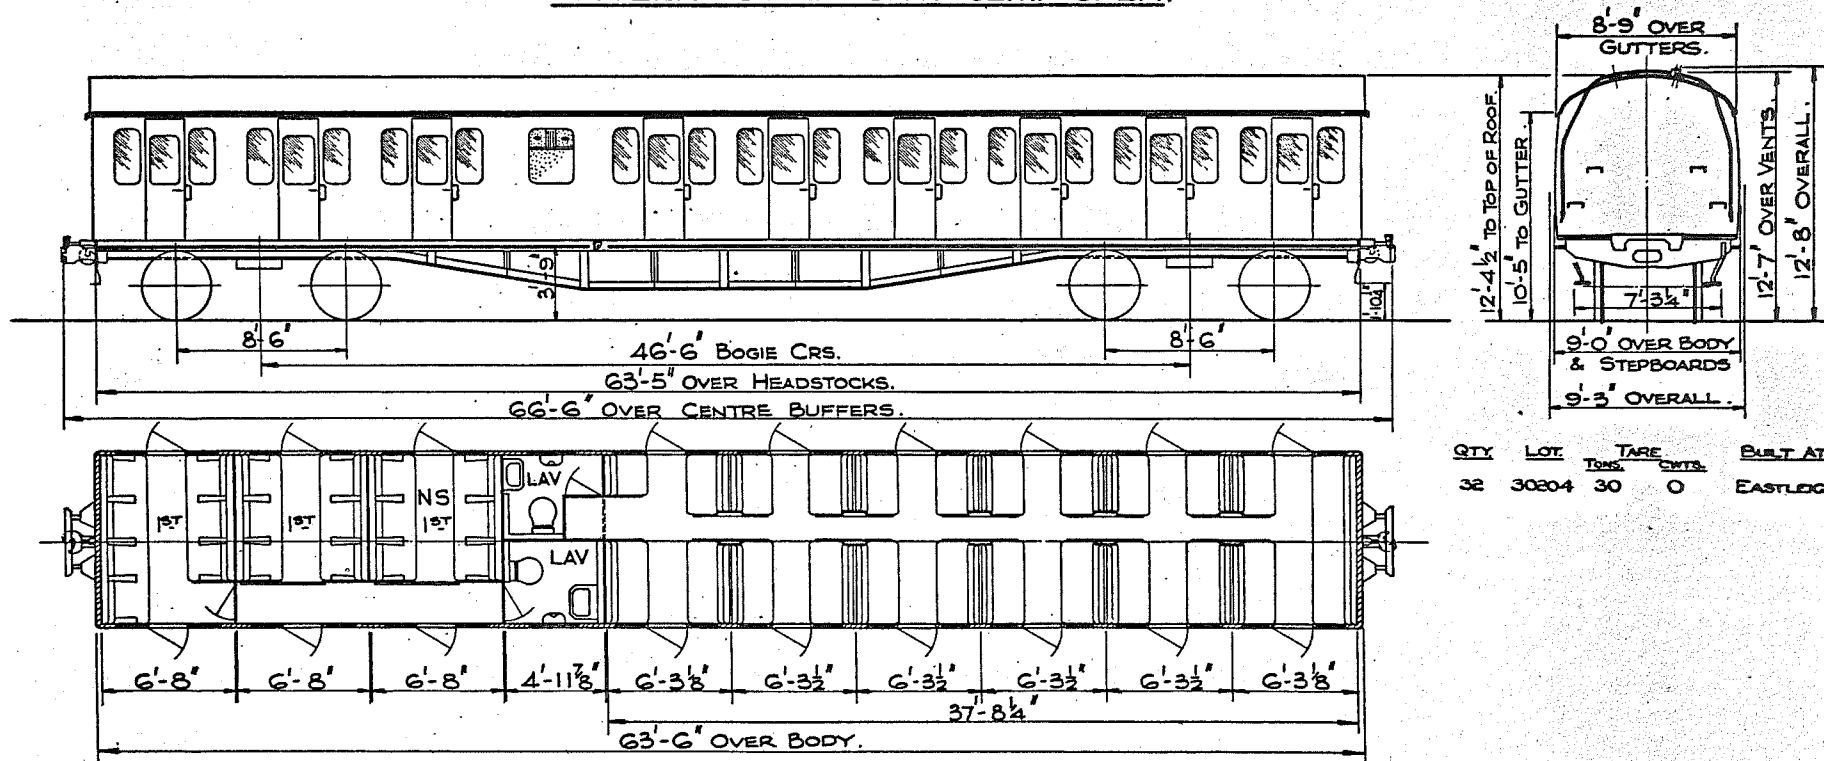 8'-9" OVER
GUTTERS.
12'-4½" TO TOP OF ROOF.
10'-5" TO GUTTER.
12'-7" OVER VENTS.
12'-8" OVERALL.
3'-9"
7'-3¼"
8'-6"
46'-6" BOGIE CRS.
8'-6"
63'-5" OVER HEADSTOCKS.
66'-6" OVER CENTRE BUFFERS.
9'-0" OVER BODY
& STEPBOARDS
9'-3" OVERALL.
QTY. LOT. TARE BUILT AT
TONS. CWTS.
32 30204 30 0 EASTLEIG
LAV
NS
1ST 1ST 1ST
LAV
6'-8" 6'-8" 6'-8" 4'-11⅞" 6'-3⅛" 6'-3½" 6'-3½" 6'-3½" 6'-3½" 6'-3⅛"
37'-8¼"
63'-6" OVER BODY.